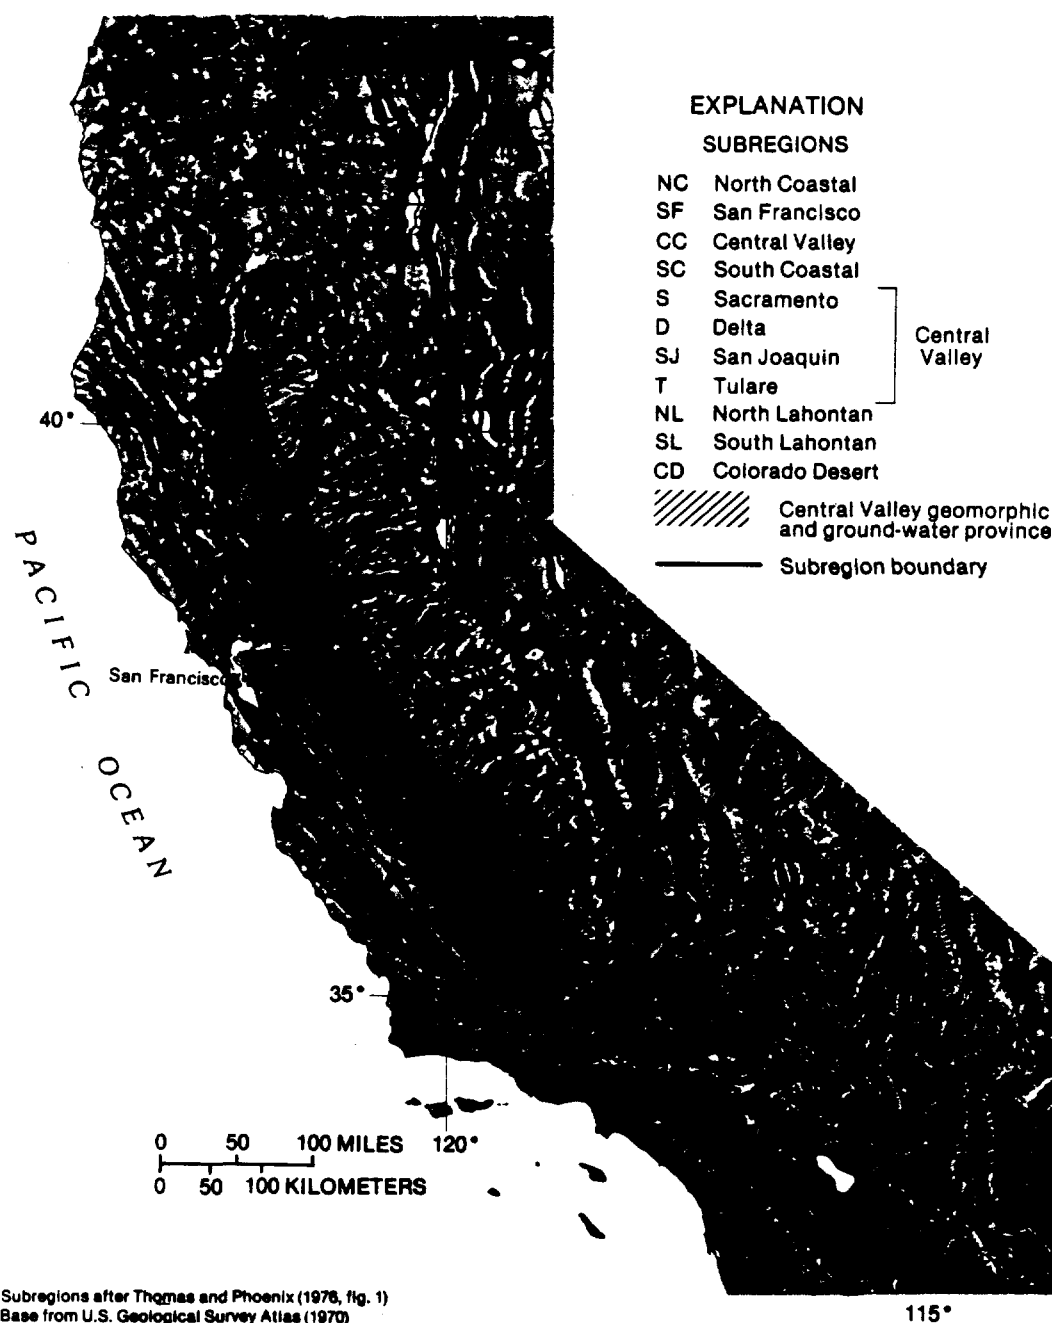 EXPLANATION
SUBREGIONS
NC North Coastal
SF San Francisco
CC Central Valley
SC South Coastal
S Sacramento
D Delta
SJ San Joaquin
T Tulare
Central
Valley
NL North Lahontan
SL South Lahontan
CD Colorado Desert
Central Valley geomorphic
and ground-water province
Subregion boundary
40°
PACIFIC OCEAN
San Francisco
35°
0 50 100 MILES
120°
0 50 100 KILOMETERS
Subregions after Thomas and Phoenix (1976, fig. 1)
Base from U.S. Geological Survey Atlas (1970)
115°